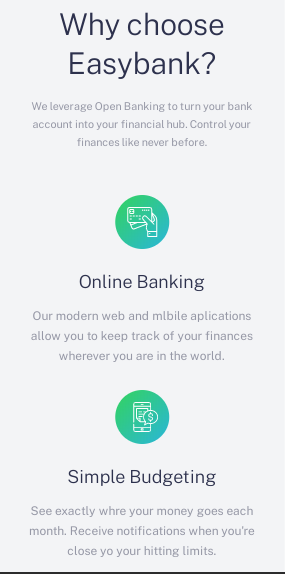 Why choose
Easybank?
We leverage Open Banking to turn your bank
account into your financial hub. Control your
finances like never before.
Online Banking
Our modern web and mlbile aplications
allow you to keep track of your finances
wherever you are in the world.
Simple Budgeting
See exactly whre your money goes each
month. Receive notifications when you're
close yo your hitting limits.